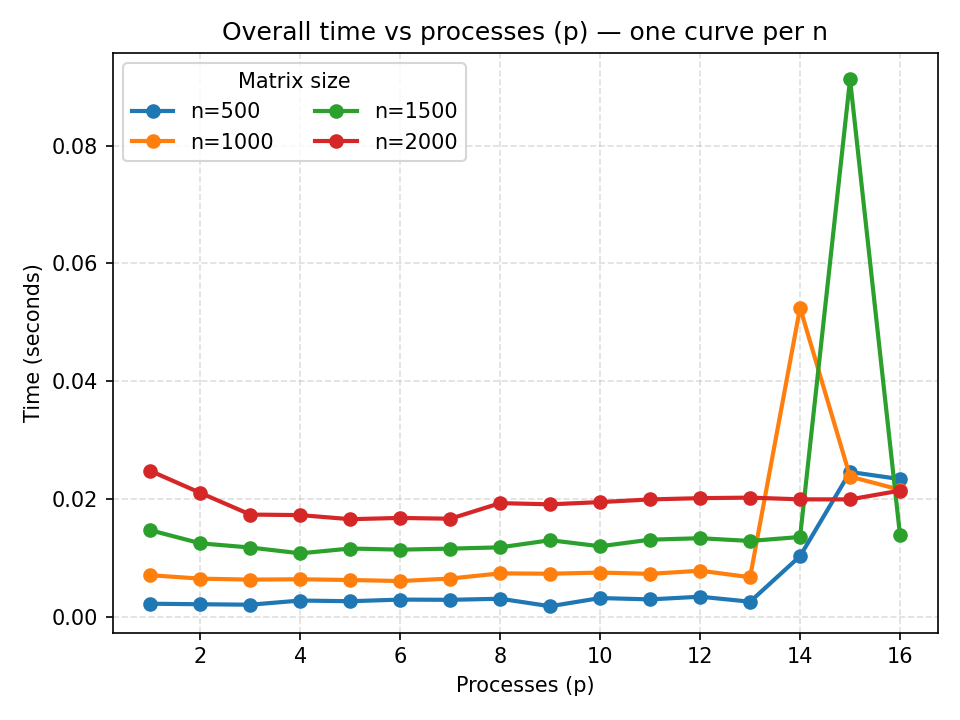 Overall time vs processes (p) — one curve per n
Matrix size
n=500 n=1500
n=1000 n=2000
0.08
0.06
0.04
0.02
0.00
Time (seconds)
2 4 6 8 10 12 14 16
Processes (p)